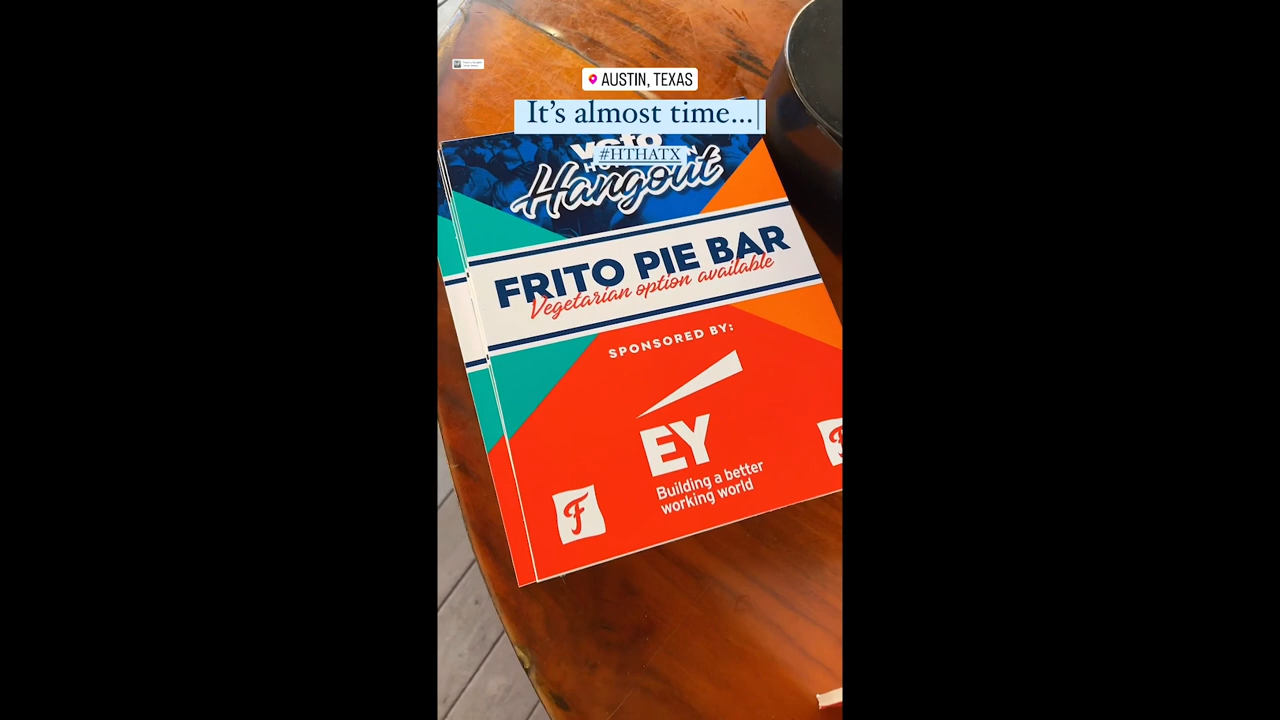 AUSTIN, TEXAS
It's almost time...
#HTHATX
Hangout
FRITO PIE BAR
Vegetarian option available
SPONSORED BY:
EY
F
Building a better
working world